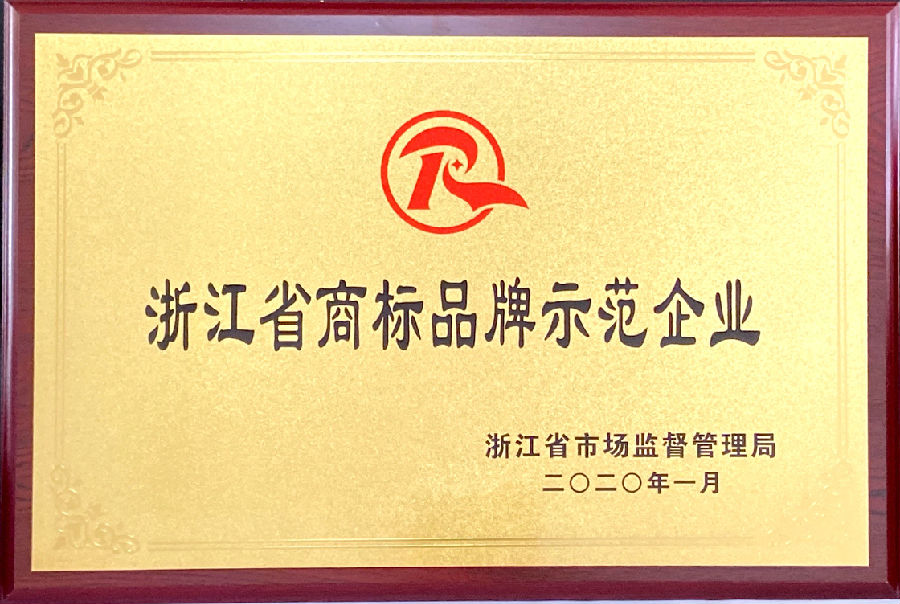 浙江省商标品牌示范企业
浙江省市场监督管理局
二〇二〇年一月